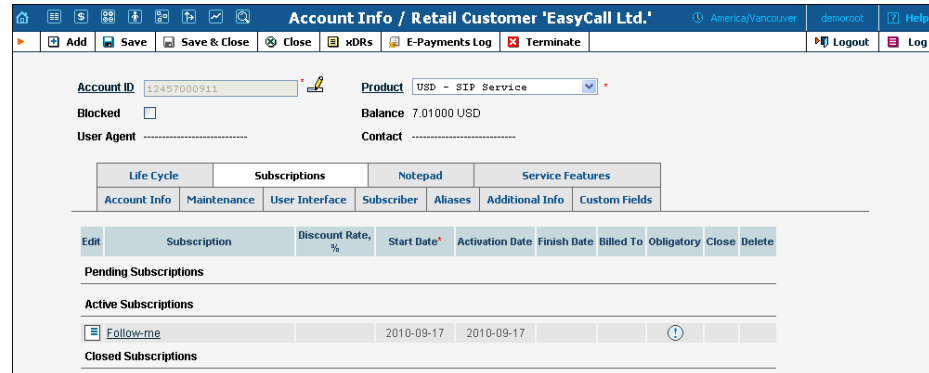 Account Info / Retail Customer 'EasyCall Ltd.' America/Vancouver demoroot Help
Add Save Save & Close Close xDRs E-Payments Log Terminate Logout Log
Account ID 12457000911 * Product USD - SIP Service *
Blocked Balance 7.01000 USD
User Agent --------------------------- Contact ---------------------------
Life Cycle Subscriptions Notepad Service Features
Account Info Maintenance User Interface Subscriber Aliases Additional Info Custom Fields
Edit Subscription Discount Rate, % Start Date* Activation Date Finish Date Billed To Obligatory Close Delete
Pending Subscriptions
Active Subscriptions
Follow-me 2010-09-17 2010-09-17
Closed Subscriptions